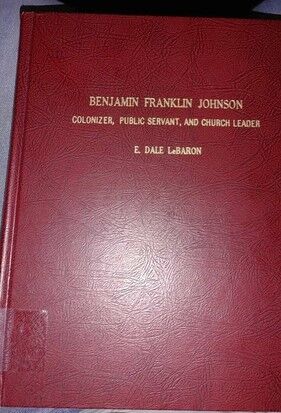 BENJAMIN FRANKLIN JOHNSON
COLONIZER, PUBLIC SERVANT, AND CHURCH LEADER
E. DALE LeBARON